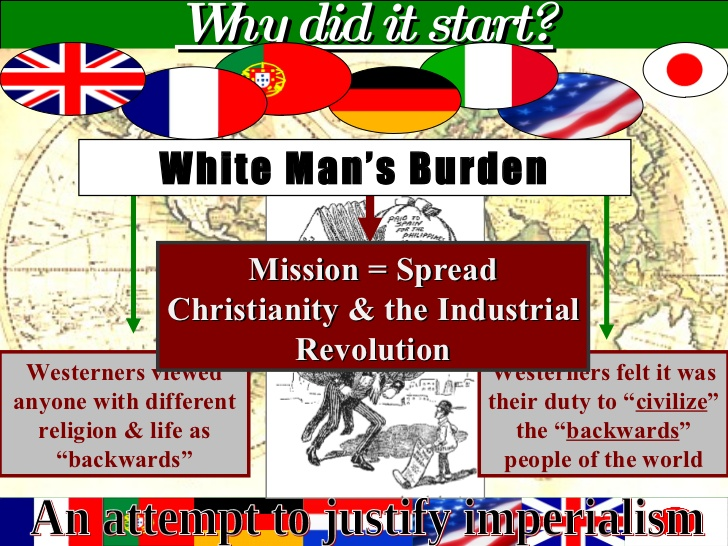 Why did it start?
White Man's Burden
PAID TO
SPAIN
FOR THE
PHILIPPINES
Mission = Spread
Christianity & the Industrial
Revolution
Westerners viewed
anyone with different
religion & life as
“backwards”
Westerners felt it was
their duty to “civilize”
the “backwards”
people of the world
An attempt to justify imperialism